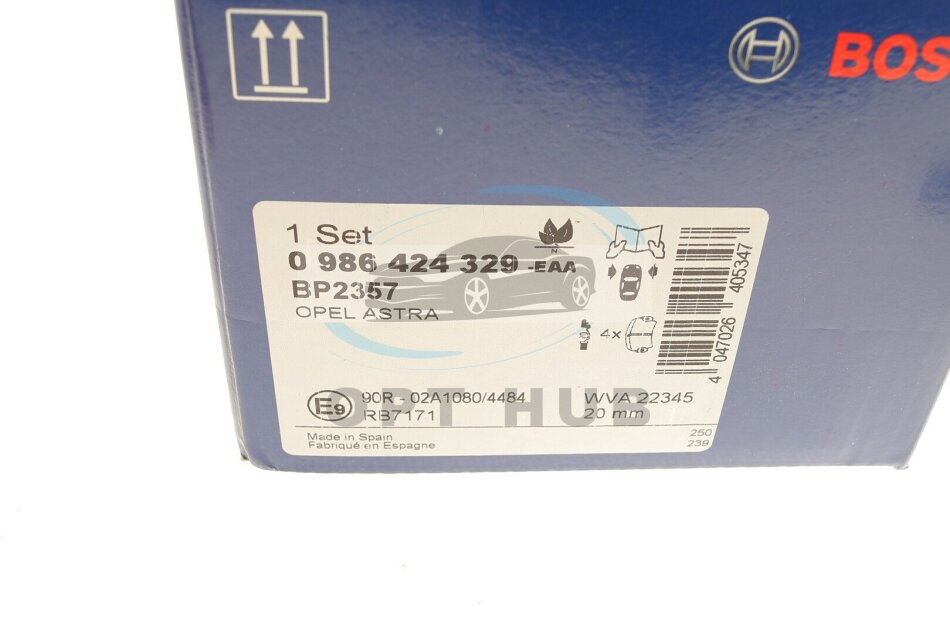 BOS
1 Set
0 986 424 329 -EAA
BP2357
OPEL ASTRA
4x
4 047026 405347
OPT HUB
E9
90R - 02A1080/4484
RB7171
WVA 22345
20 mm
Made in Spain
Fabriqué en Espagne
250
239